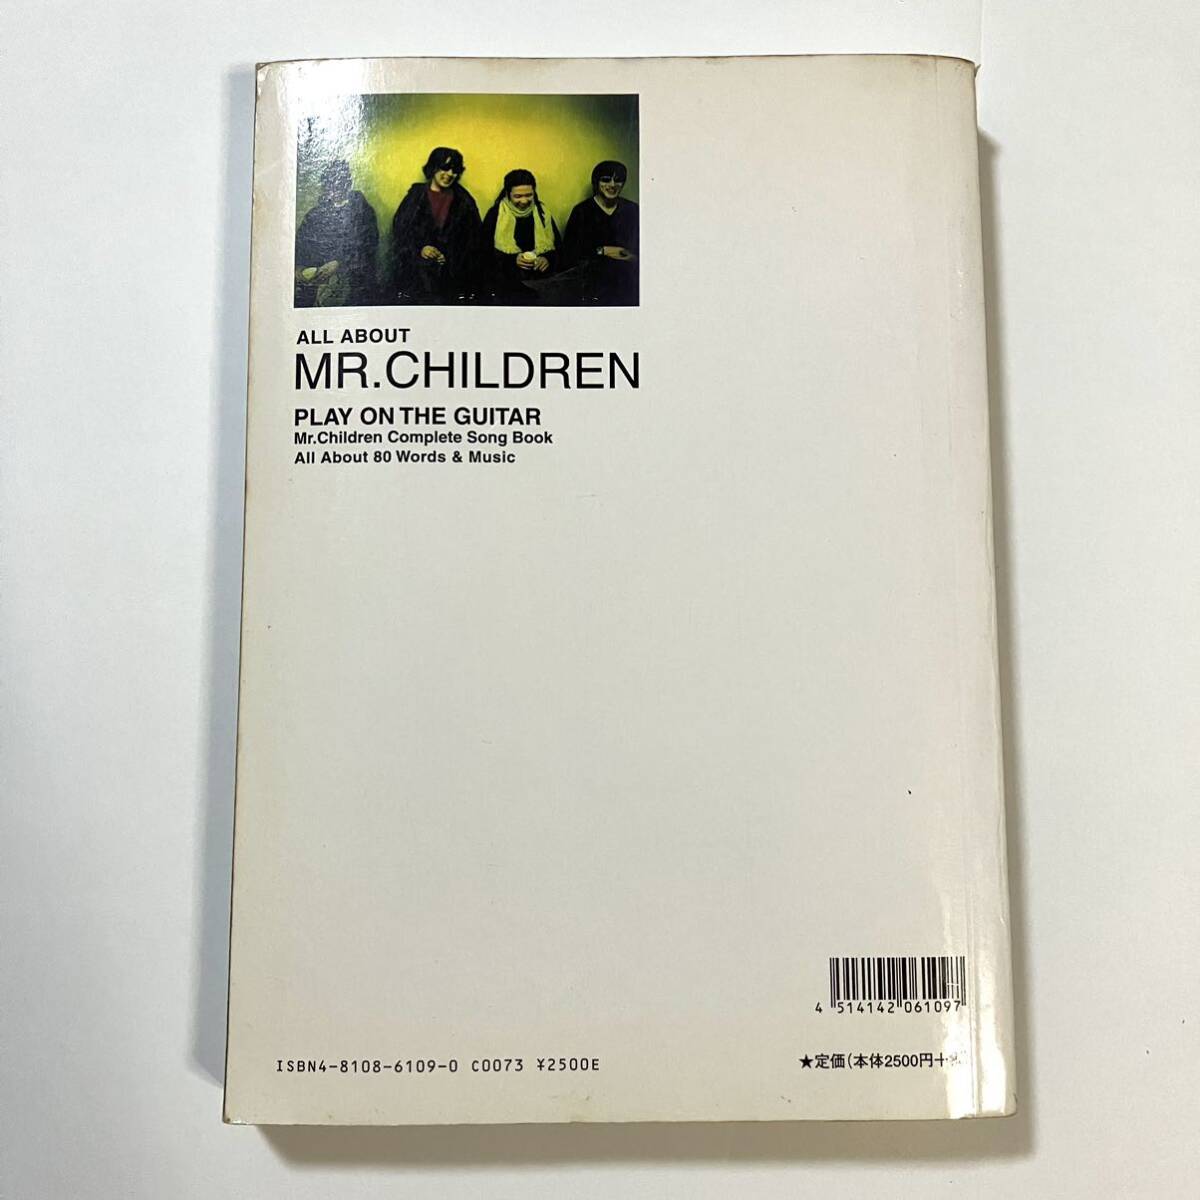 ALL ABOUT
MR.CHILDREN
PLAY ON THE GUITAR
Mr.Children Complete Song Book
All About 80 Words & Music
4 514142 061097
ISBN4-8108-6109-0 C0073 ¥2500E
★定価(本体2500円+